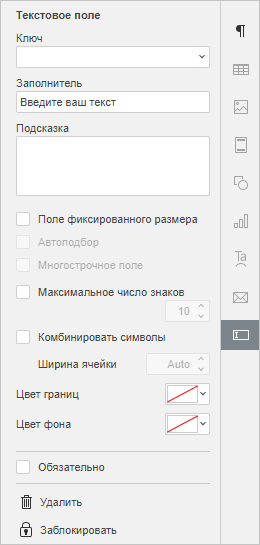 Текстовое поле
Ключ
Заполнитель
Введите ваш текст
Подсказка
Поле фиксированного размера
Автоподбор
Многострочное поле
Максимальное число знаков
10
Комбинировать символы
Ширина ячейки
Auto
Цвет границ
Цвет фона
Обязательно
Удалить
Заблокировать
¶
Ta